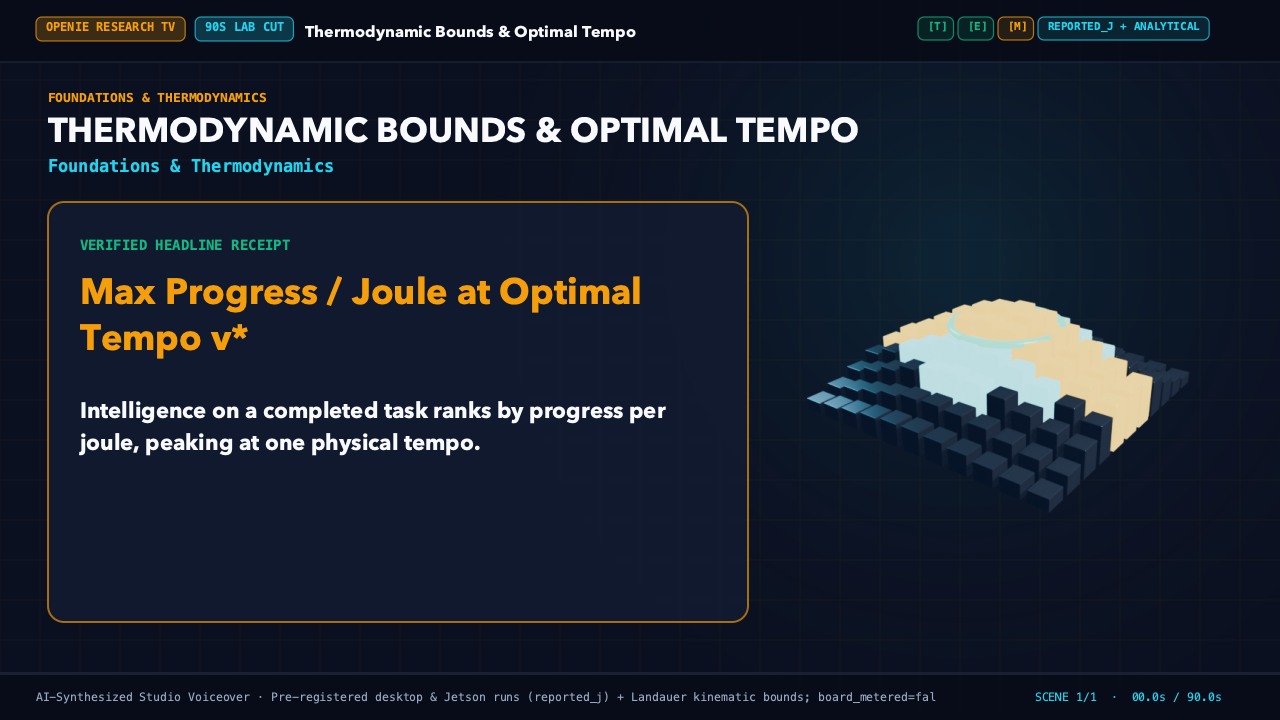 OPENIE RESEARCH TV
90S LAB CUT
Thermodynamic Bounds & Optimal Tempo
[T]
[E]
[M]
REPORTED_J + ANALYTICAL
FOUNDATIONS & THERMODYNAMICS
THERMODYNAMIC BOUNDS & OPTIMAL TEMPO
Foundations & Thermodynamics
VERIFIED HEADLINE RECEIPT
Max Progress / Joule at Optimal
Tempo v*
Intelligence on a completed task ranks by progress per
joule, peaking at one physical tempo.
AI–Synthesized Studio Voiceover · Pre–registered desktop & Jetson runs (reported_j) + Landauer kinematic bounds; board_metered=fal
SCENE 1/1 · 00.0s / 90.0s